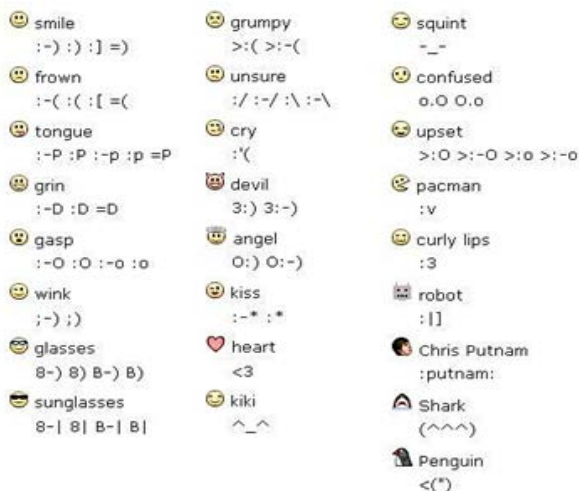 smile
:-) :) :] =)
frown
:-( :( :[ =(
tongue
:-P :P :-p :p =P
grin
:-D :D =D
gasp
:-O :O :-o :o
wink
;-) ;)
glasses
8-) 8) B-) B)
sunglasses
8-| 8| B-| B|
grumpy
>:( >:-(
unsure
:/ :-/ :\ :-\
cry
:'(
devil
3:) 3:-)
angel
O:) O:-)
kiss
:-* :*
heart
<3
kiki
^_^
squint
-_-
confused
o.O O.o
upset
>:O >:-O >:o >:-o
pacman
:v
curly lips
:3
robot
:|]
Chris Putnam
:putnam:
Shark
(^^^)
Penguin
<(")